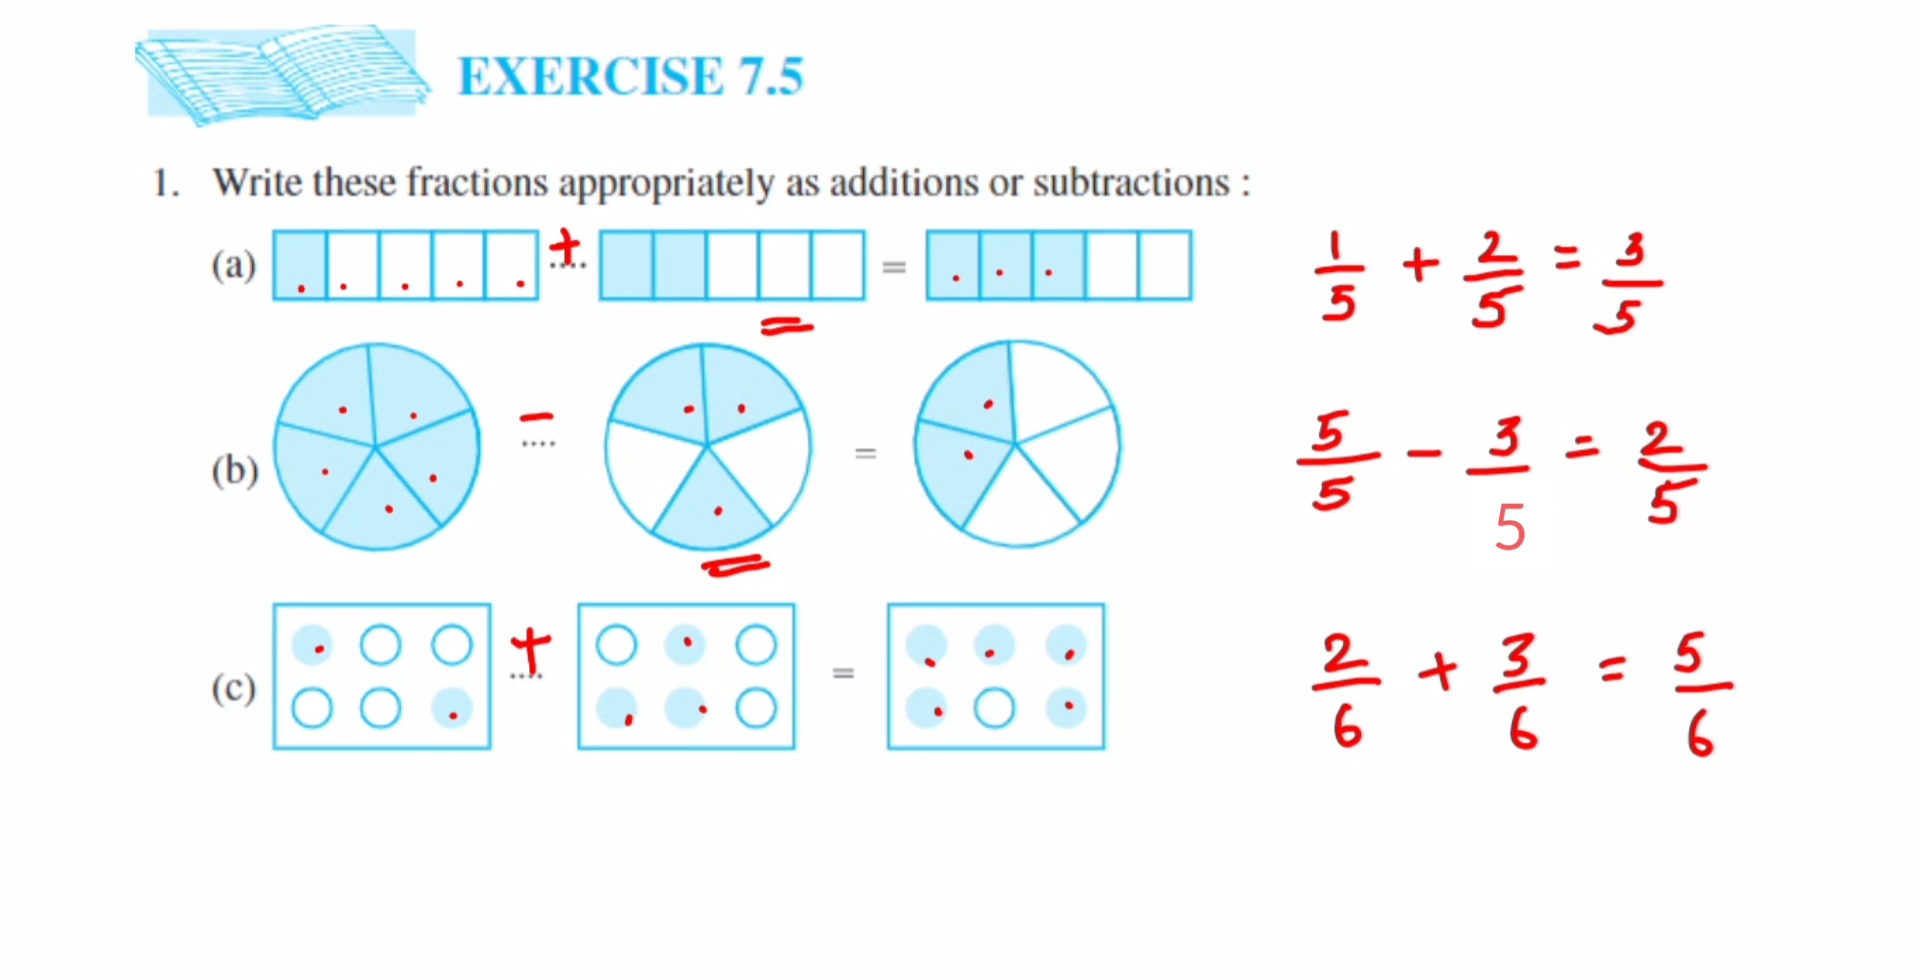 EXERCISE 7.5
1. Write these fractions appropriately as additions or subtractions :
(a) + .... = 1/5 + 2/5 = 3/5
(b) - .... = 5/5 - 3/5 = 2/5
(c) + .... = 2/6 + 3/6 = 5/6